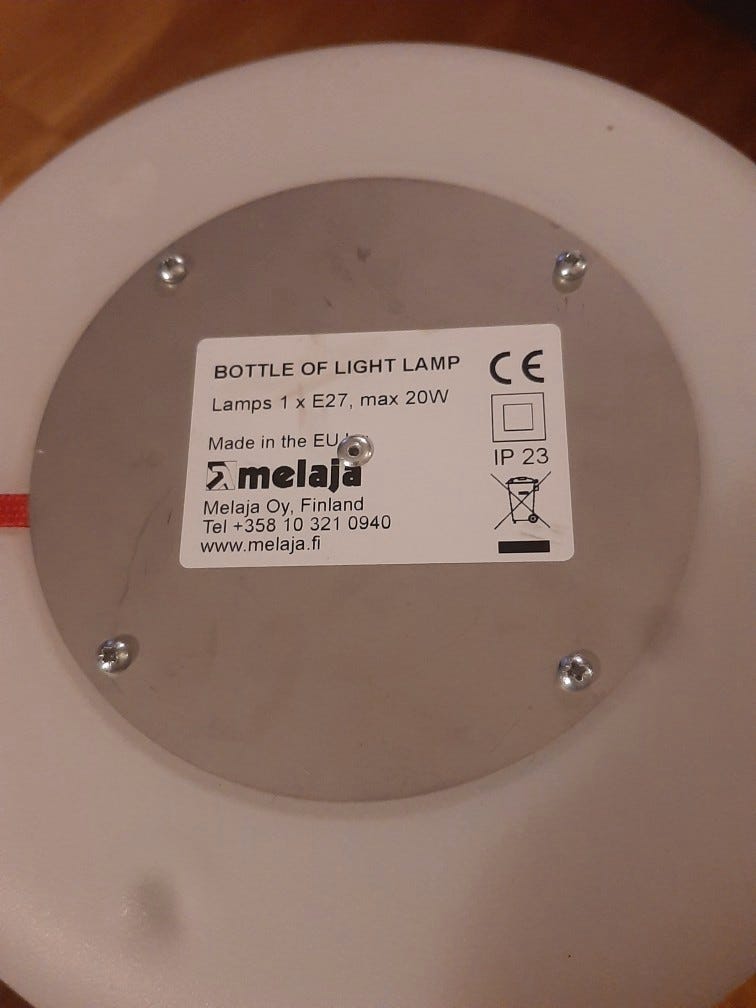 BOTTLE OF LIGHT LAMP
Lamps 1 x E27, max 20W
Made in the EU
melaja
Melaja Oy, Finland
Tel +358 10 321 0940
www.melaja.fi
CE
IP 23